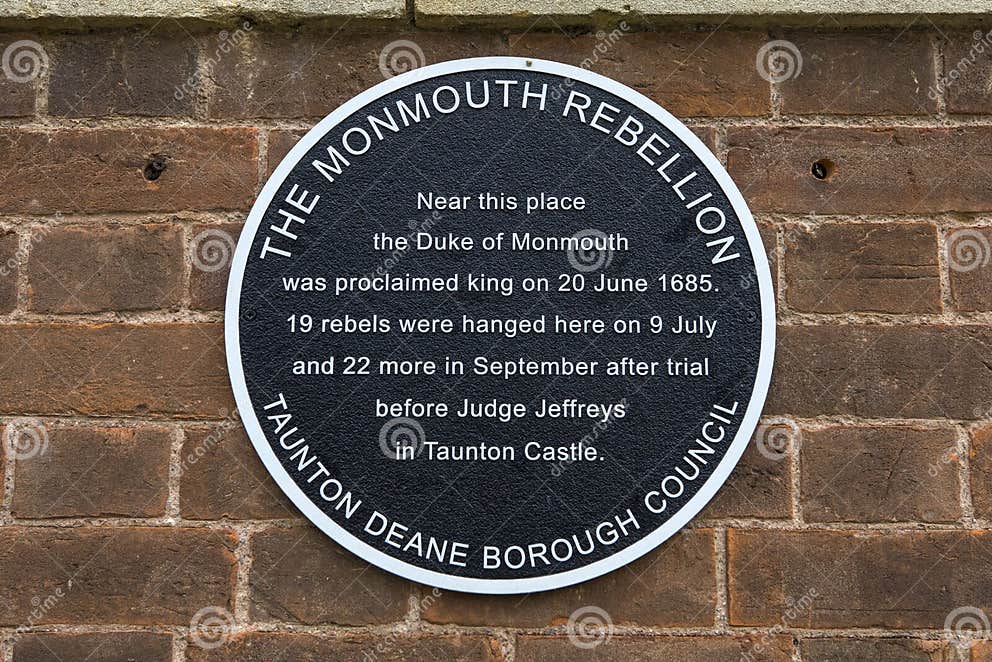 THE MONMOUTH REBELLION
Near this place
the Duke of Monmouth
was proclaimed king on 20 June 1685.
19 rebels were hanged here on 9 July
and 22 more in September after trial
before Judge Jeffreys
in Taunton Castle.
TAUNTON DEANE BOROUGH COUNCIL
dreamstime